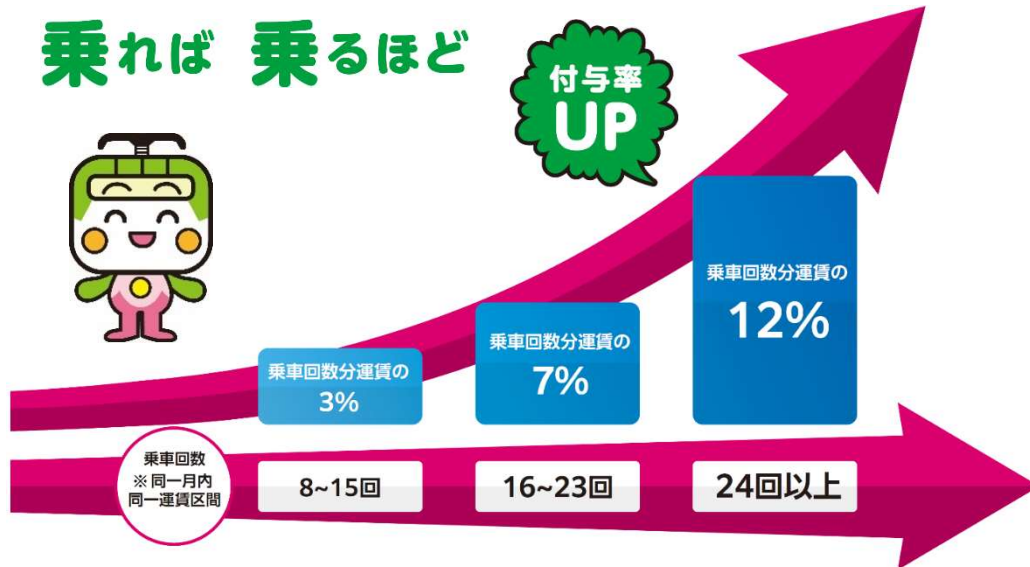 乗れば 乗るほど
付与率
UP
乗車回数分運賃の
12%
乗車回数分運賃の
7%
乗車回数分運賃の
3%
乗車回数
※同一月内
同一運賃区間
8~15回
16~23回
24回以上